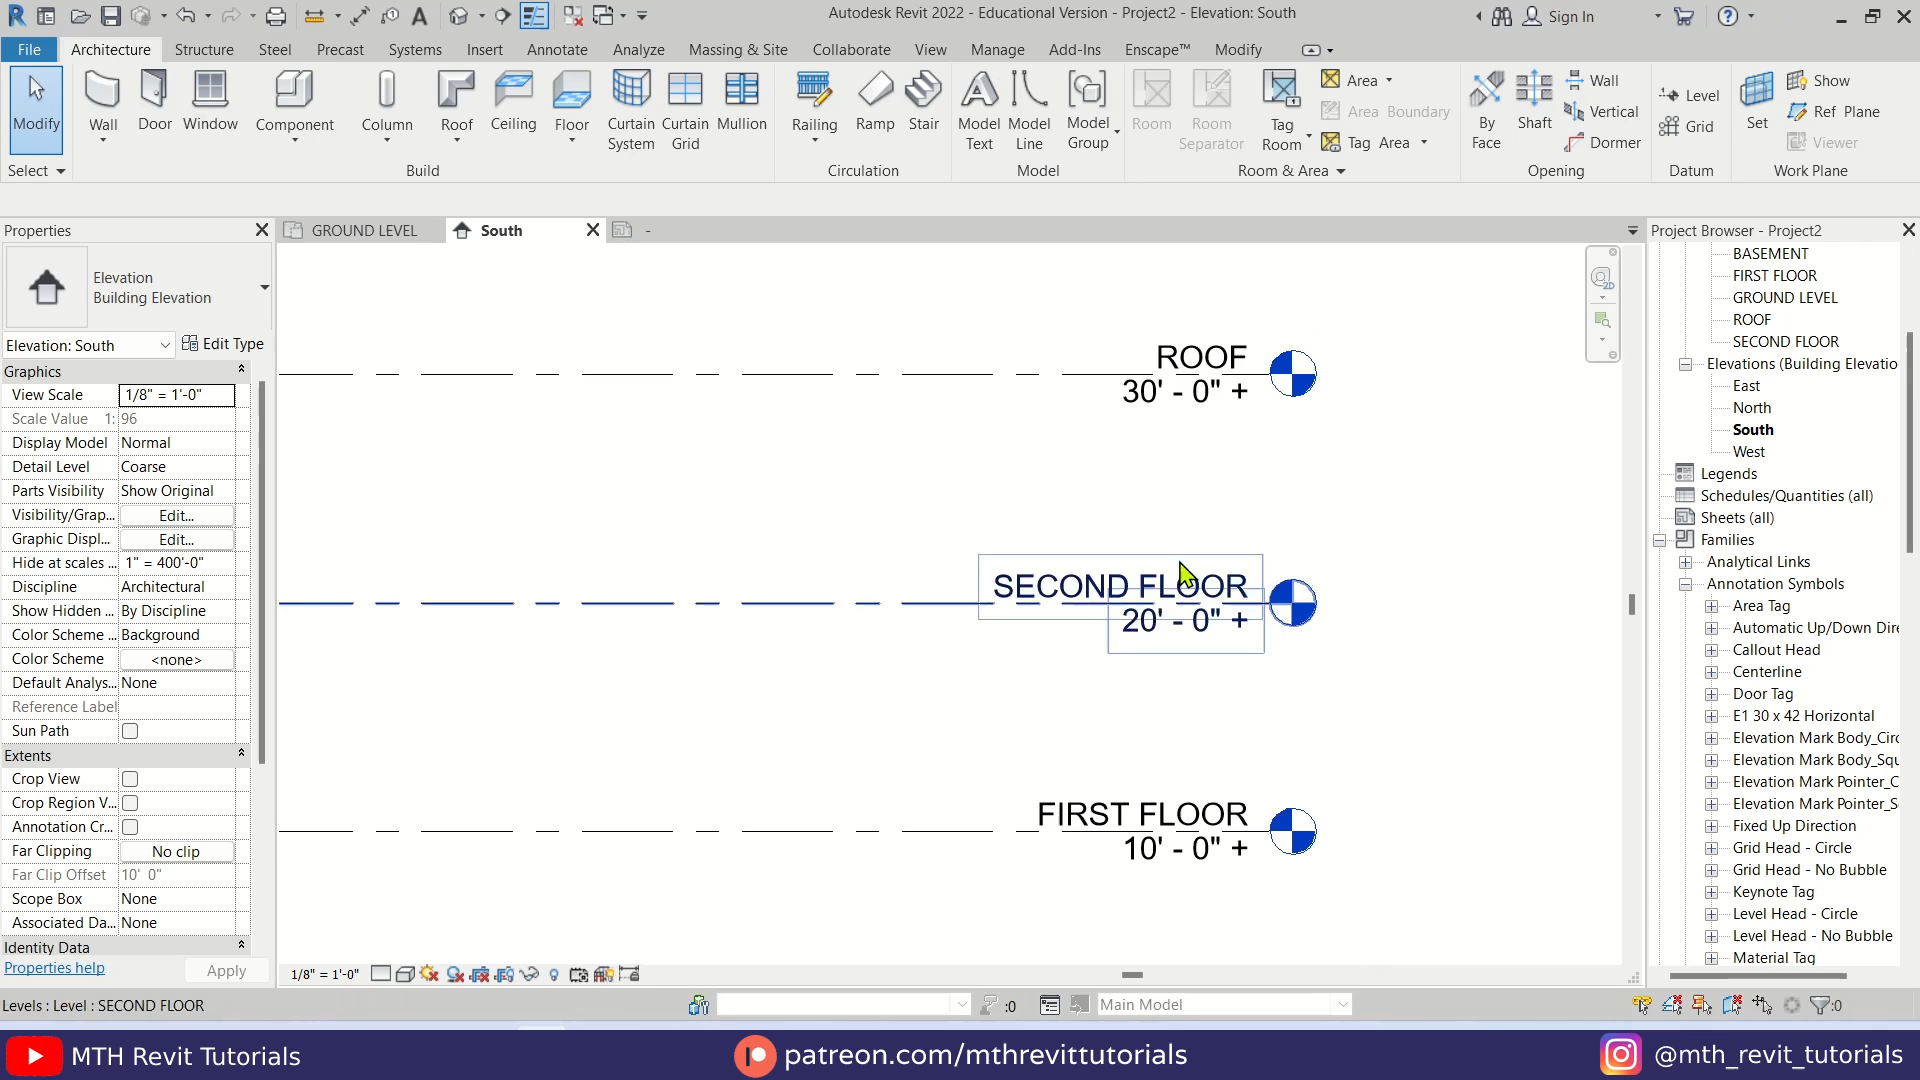 Autodesk Revit 2022 - Educational Version - Project2 - Elevation: South
Sign In
File Architecture Structure Steel Precast Systems Insert Annotate Analyze Massing & Site Collaborate View Manage Add-Ins Enscape™ Modify
Modify
Wall
Door
Window
Component
Column
Roof
Ceiling
Floor
Curtain System
Curtain Grid
Mullion
Railing
Ramp
Stair
Model Text
Model Line
Model Group
Room
Room Separator
Tag Room
Area
Area Boundary
Tag Area
By Face
Shaft
Wall
Vertical
Dormer
Level
Grid
Set
Show
Ref Plane
Viewer
Select
Build
Circulation
Model
Room & Area
Opening
Datum
Work Plane
Properties
GROUND LEVEL
South
-
Project Browser - Project2
Elevation
Building Elevation
Elevation: South
Edit Type
Graphics
View Scale 1/8" = 1'-0"
Scale Value 1: 96
Display Model Normal
Detail Level Coarse
Parts Visibility Show Original
Visibility/Grap... Edit...
Graphic Displ... Edit...
Hide at scales ... 1" = 400'-0"
Discipline Architectural
Show Hidden ... By Discipline
Color Scheme ... Background
Color Scheme <none>
Default Analys... None
Reference Label
Sun Path
Extents
Crop View
Crop Region V...
Annotation Cr...
Far Clipping No clip
Far Clip Offset 10' 0"
Scope Box None
Associated Da... None
Identity Data
Properties help
Apply
ROOF
30' - 0" +
SECOND FLOOR
20' - 0" +
FIRST FLOOR
10' - 0" +
2D
BASEMENT
FIRST FLOOR
GROUND LEVEL
ROOF
SECOND FLOOR
Elevations (Building Elevatio
East
North
South
West
Legends
Schedules/Quantities (all)
Sheets (all)
Families
Analytical Links
Annotation Symbols
Area Tag
Automatic Up/Down Dire
Callout Head
Centerline
Door Tag
E1 30 x 42 Horizontal
Elevation Mark Body_Circ
Elevation Mark Body_Squ
Elevation Mark Pointer_C
Elevation Mark Pointer_S
Fixed Up Direction
Grid Head - Circle
Grid Head - No Bubble
Keynote Tag
Level Head - Circle
Level Head - No Bubble
Material Tag
1/8" = 1'-0"
Levels : Level : SECOND FLOOR
:0
Main Model
:0
MTH Revit Tutorials
patreon.com/mthrevittutorials
@mth_revit_tutorials